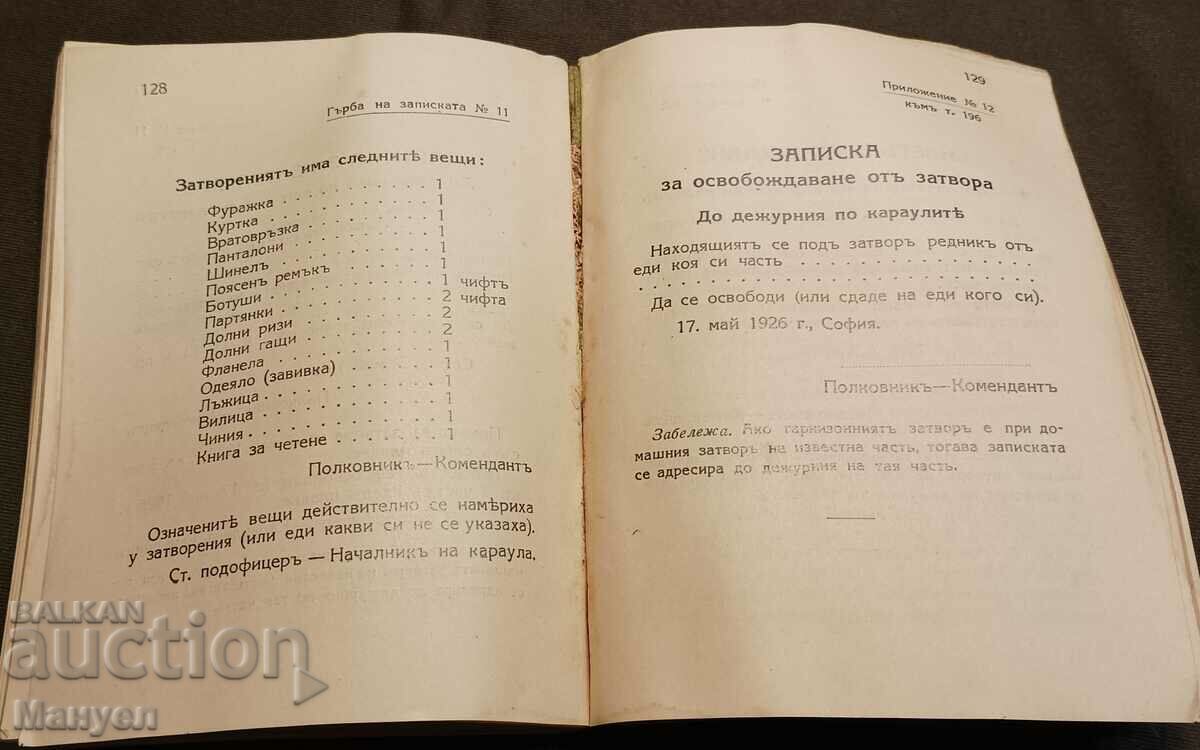 128
Гърба на записката № 11
Затворениятъ има следнитѣ вещи:
Фуражка . . . . . . . . . . 1
Куртка . . . . . . . . . . 1
Вратовръзка . . . . . . . . . 1
Панталони . . . . . . . . . . 1
Шинелъ . . . . . . . . . . 1
Поясенъ ремъкъ . . . . . . . . 1
Ботуши . . . . . . . . . . 1 чифтъ
Партянки . . . . . . . . . . 2 чифта
Долни ризи . . . . . . . . . 2
Долни гащи . . . . . . . . . 2
Фланела . . . . . . . . . . 1
Одеяло (завивка) . . . . . . . 1
Лъжица . . . . . . . . . . 1
Вилица . . . . . . . . . . 1
Чиния . . . . . . . . . . 1
Книга за четене . . . . . . . 1
Полковникъ—Комендантъ
Означенитѣ вещи действително се намѣриха
у затворения (или еди какви си не се указаха).
Ст. подофицеръ — Началникъ на караула.
129
Приложение № 12
къмъ т. 196
ЗАПИСКА
за освобождаване отъ затвора
До дежурния по караулитѣ
Находящиятъ се подъ затворъ редникъ отъ
еди коя си часть . . . . . . . . . . . . . . .
. . . . . . . . . . . . . . . . . . . . . . . .
Да се освободи (или сдаде на еди кого си).
17. май 1926 г., София.
Полковникъ—Комендантъ
Забележа. Ако гарнизонниятъ затворъ е при до-
машния затворъ на известна часть, тогава записката
се адресира до дежурния на тая часть.
BALKAN
auction
Мануел